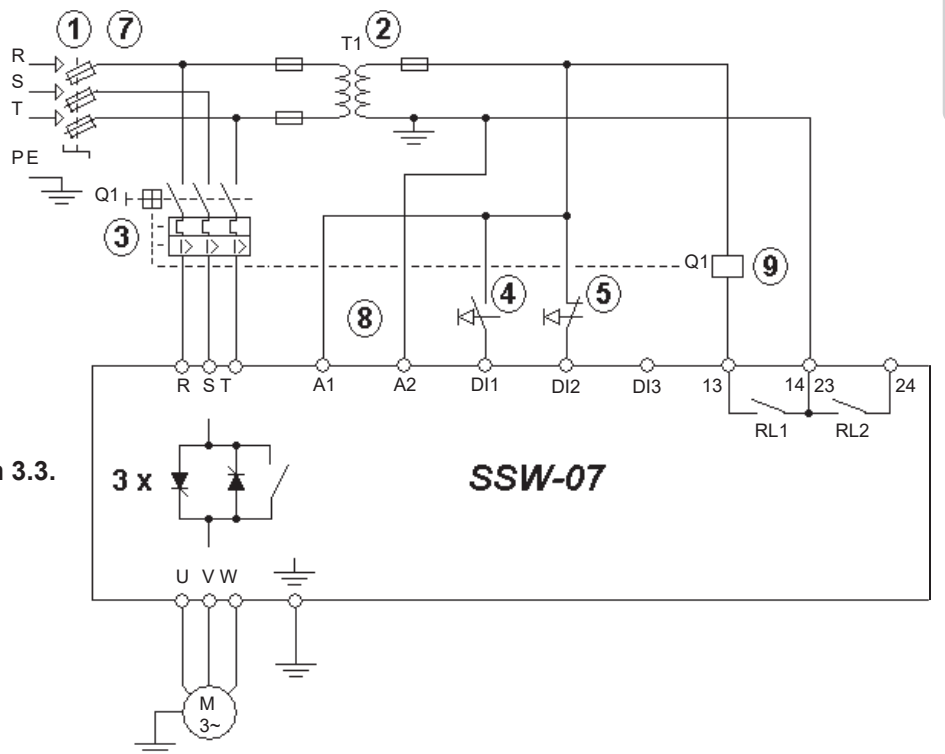 1 7 T1 2
R
S
T
PE
Q1
3
Q1 9
4 5
8
R S T A1 A2 DI1 DI2 DI3 13 14 23 24
RL1 RL2
3.3.
3 x SSW-07
U V W
M
3~